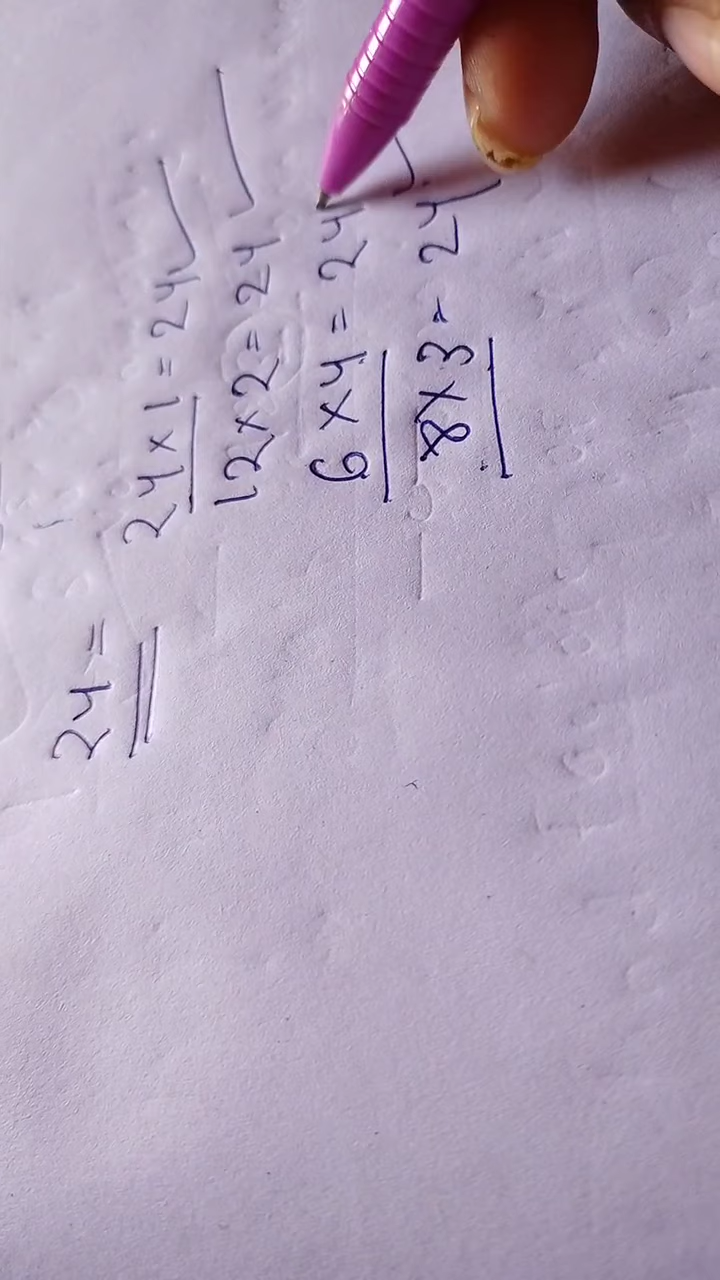 24 =
24 x 1 = 24
12 x 2 = 24
6 x 4 = 24
8 x 3 - 24